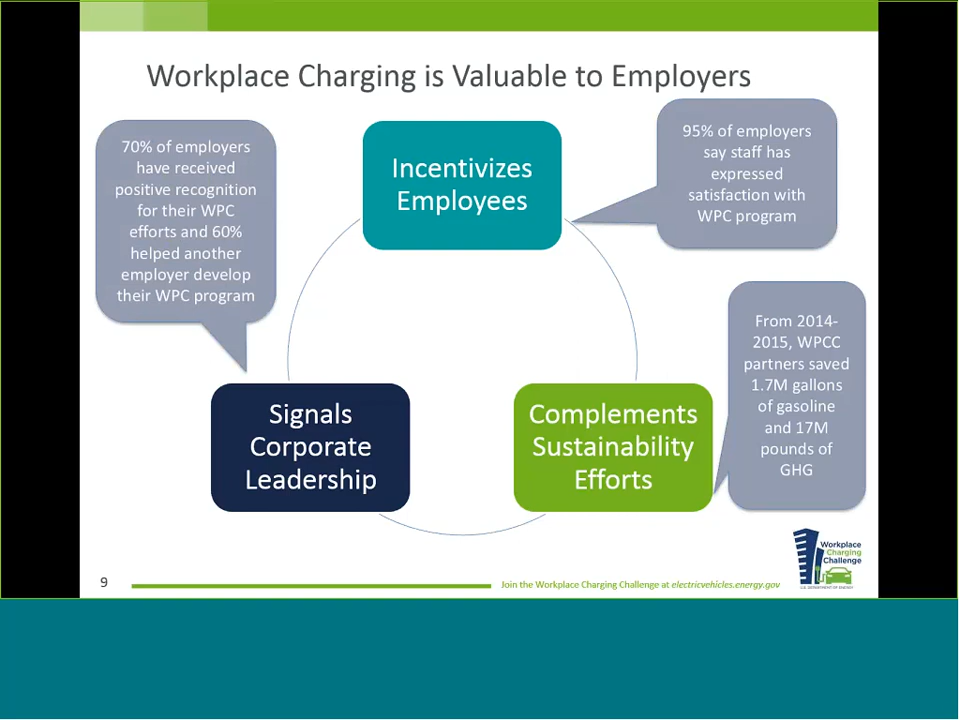 Workplace Charging is Valuable to Employers
70% of employers
have received
positive recognition
for their WPC
efforts and 60%
helped another
employer develop
their WPC program
Incentivizes
Employees
95% of employers
say staff has
expressed
satisfaction with
WPC program
From 2014-
2015, WPCC
partners saved
1.7M gallons
of gasoline
and 17M
pounds of
GHG
Signals
Corporate
Leadership
Complements
Sustainability
Efforts
Workplace
Charging
Challenge
U.S. DEPARTMENT OF ENERGY
9
Join the Workplace Charging Challenge at electricvehicles.energy.gov